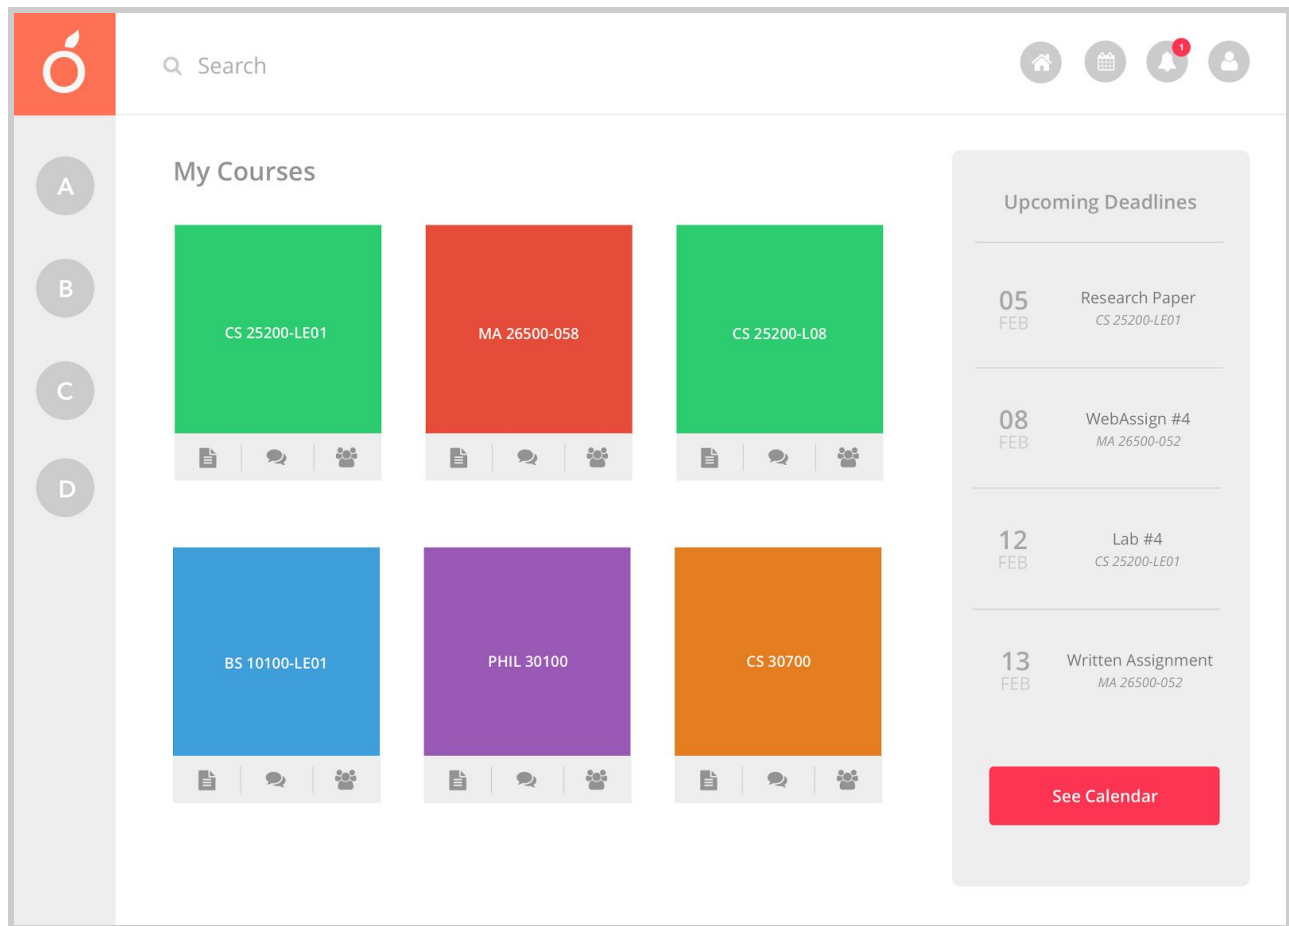 Search
1
A
B
C
D
My Courses
CS 25200-LE01
MA 26500-058
CS 25200-L08
BS 10100-LE01
PHIL 30100
CS 30700
Upcoming Deadlines
05 Research Paper
FEB CS 25200-LE01
08 WebAssign #4
FEB MA 26500-052
12 Lab #4
FEB CS 25200-LE01
13 Written Assignment
FEB MA 26500-052
See Calendar